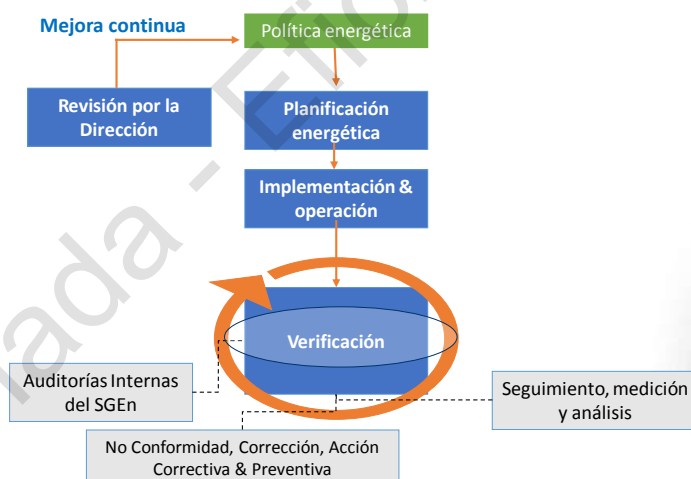 Mejora continua
Política energética
Revisión por la
Dirección
Planificación
energética
Implementación &
operación
Verificación
Auditorías Internas
del SGEn
Seguimiento, medición
y análisis
No Conformidad, Corrección, Acción
Correctiva & Preventiva